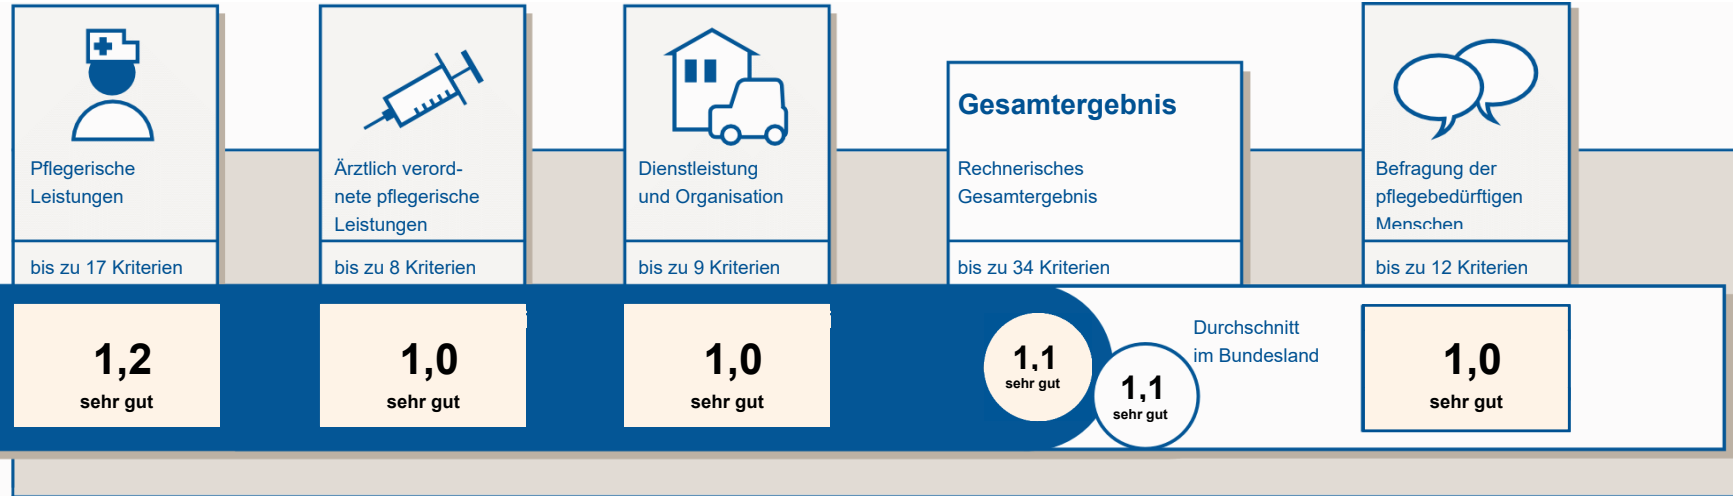 Pflegerische
Leistungen
bis zu 17 Kriterien
1,2
sehr gut
Ärztlich verord-
nete pflegerische
Leistungen
bis zu 8 Kriterien
1,0
sehr gut
Dienstleistung
und Organisation
bis zu 9 Kriterien
1,0
sehr gut
Gesamtergebnis
Rechnerisches
Gesamtergebnis
bis zu 34 Kriterien
1,1
sehr gut
Durchschnitt
im Bundesland
1,1
sehr gut
Befragung der
pflegebedürftigen
Menschen
bis zu 12 Kriterien
1,0
sehr gut